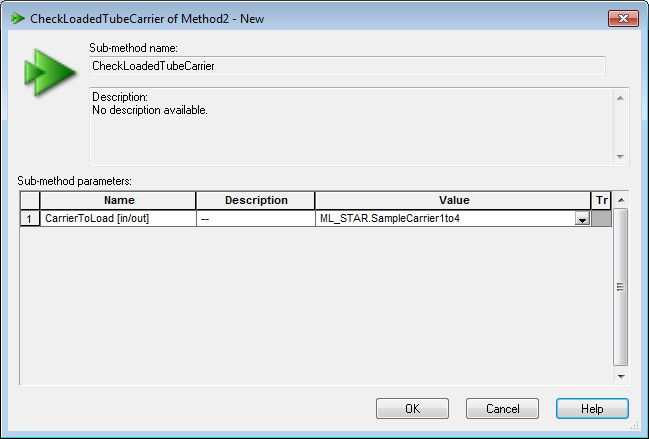 CheckLoadedTubeCarrier of Method2 - New
Sub-method name:
CheckLoadedTubeCarrier
Description:
No description available.
Sub-method parameters:
Name Description Value Tr
1 CarrierToLoad [in/out] -- ML_STAR.SampleCarrier1to4
OK Cancel Help